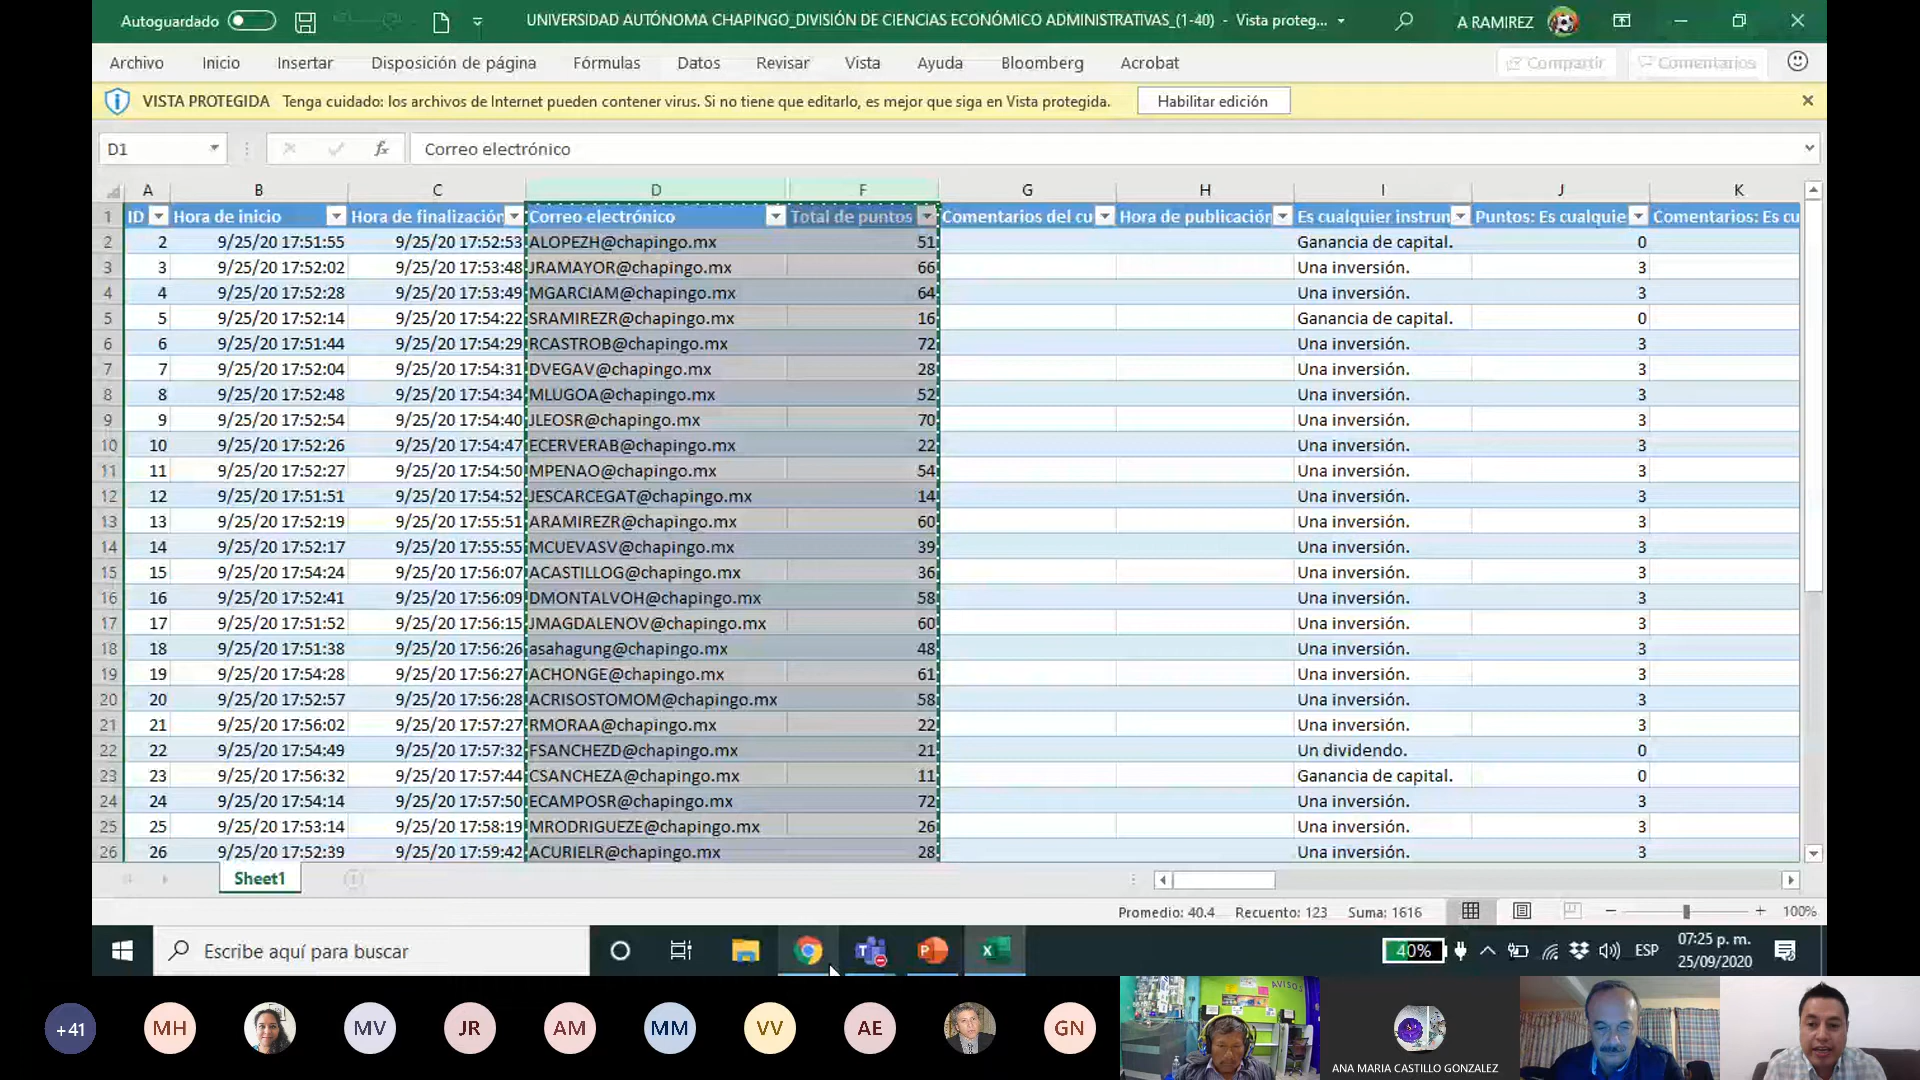 Autoguardado
UNIVERSIDAD AUTÓNOMA CHAPINGO_DIVISIÓN DE CIENCIAS ECONÓMICO ADMINISTRATIVAS_(1-40) - Vista proteg...
A RAMIREZ
Archivo Inicio Insertar Disposición de página Fórmulas Datos Revisar Vista Ayuda Bloomberg Acrobat Compartir Comentarios
VISTA PROTEGIDA Tenga cuidado: los archivos de Internet pueden contener virus. Si no tiene que editarlo, es mejor que siga en Vista protegida. Habilitar edición
D1 fx Correo electrónico
A B C D F G H I J K
1 ID Hora de inicio Hora de finalización Correo electrónico Total de puntos Comentarios del cu Hora de publicación Es cualquier instrun Puntos: Es cualquie Comentarios: Es cu
2 2 9/25/20 17:51:55 9/25/20 17:52:53 ALOPEZH@chapingo.mx 51 Ganancia de capital. 0
3 3 9/25/20 17:52:02 9/25/20 17:53:48 JRAMAYOR@chapingo.mx 66 Una inversión. 3
4 4 9/25/20 17:52:28 9/25/20 17:53:49 MGARCIAM@chapingo.mx 64 Una inversión. 3
5 5 9/25/20 17:52:14 9/25/20 17:54:22 SRAMIREZR@chapingo.mx 16 Ganancia de capital. 0
6 6 9/25/20 17:51:44 9/25/20 17:54:29 RCASTROB@chapingo.mx 72 Una inversión. 3
7 7 9/25/20 17:52:04 9/25/20 17:54:31 DVEGAV@chapingo.mx 28 Una inversión. 3
8 8 9/25/20 17:52:48 9/25/20 17:54:34 MLUGOA@chapingo.mx 52 Una inversión. 3
9 9 9/25/20 17:52:54 9/25/20 17:54:40 JLEOSR@chapingo.mx 70 Una inversión. 3
10 10 9/25/20 17:52:26 9/25/20 17:54:47 ECERVERAB@chapingo.mx 22 Una inversión. 3
11 11 9/25/20 17:52:27 9/25/20 17:54:50 MPENAO@chapingo.mx 54 Una inversión. 3
12 12 9/25/20 17:51:51 9/25/20 17:54:52 JESCARCEGAT@chapingo.mx 14 Una inversión. 3
13 13 9/25/20 17:52:19 9/25/20 17:55:51 ARAMIREZR@chapingo.mx 60 Una inversión. 3
14 14 9/25/20 17:52:17 9/25/20 17:55:55 MCUEVASV@chapingo.mx 39 Una inversión. 3
15 15 9/25/20 17:54:24 9/25/20 17:56:07 ACASTILLOG@chapingo.mx 36 Una inversión. 3
16 16 9/25/20 17:52:41 9/25/20 17:56:09 DMONTALVOH@chapingo.mx 58 Una inversión. 3
17 17 9/25/20 17:51:52 9/25/20 17:56:15 JMAGDALENOV@chapingo.mx 60 Una inversión. 3
18 18 9/25/20 17:51:38 9/25/20 17:56:26 asahagung@chapingo.mx 48 Una inversión. 3
19 19 9/25/20 17:54:28 9/25/20 17:56:27 ACHONGE@chapingo.mx 61 Una inversión. 3
20 20 9/25/20 17:52:57 9/25/20 17:56:28 ACRISOSTOMOM@chapingo.mx 58 Una inversión. 3
21 21 9/25/20 17:56:02 9/25/20 17:57:27 RMORAA@chapingo.mx 22 Una inversión. 3
22 22 9/25/20 17:54:49 9/25/20 17:57:32 FSANCHEZD@chapingo.mx 21 Un dividendo. 0
23 23 9/25/20 17:56:32 9/25/20 17:57:44 CSANCHEZA@chapingo.mx 11 Ganancia de capital. 0
24 24 9/25/20 17:54:14 9/25/20 17:57:50 ECAMPOSR@chapingo.mx 72 Una inversión. 3
25 25 9/25/20 17:53:14 9/25/20 17:58:19 MRODRIGUEZE@chapingo.mx 26 Una inversión. 3
26 26 9/25/20 17:52:39 9/25/20 17:59:42 ACURIELR@chapingo.mx 28 Una inversión. 3
Sheet1
Promedio: 40.4 Recuento: 123 Suma: 1616 100%
Escribe aquí para buscar
40% ESP
07:25 p. m.
25/09/2020
+41 MH MV JR AM MM VV AE GN
AVISOS
ANA MARIA CASTILLO GONZALEZ